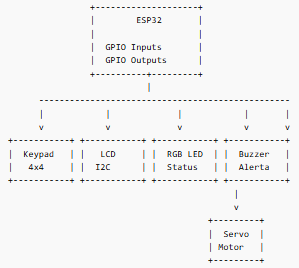 ESP32
GPIO Inputs
GPIO Outputs
Keypad LCD RGB LED Buzzer
4x4 I2C Status Alerta
Servo
Motor